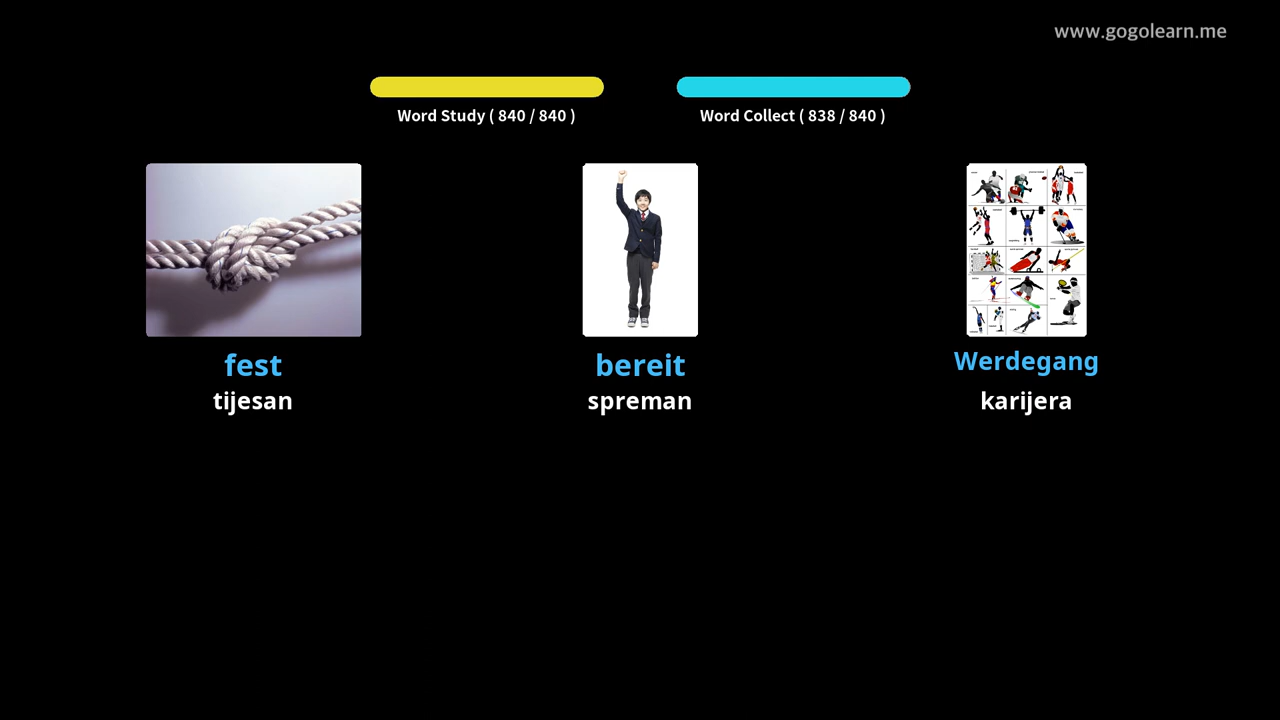 www.gogolearn.me
Word Study ( 840 / 840 )
Word Collect ( 838 / 840 )
fest
bereit
Werdegang
tijesan
spreman
karijera